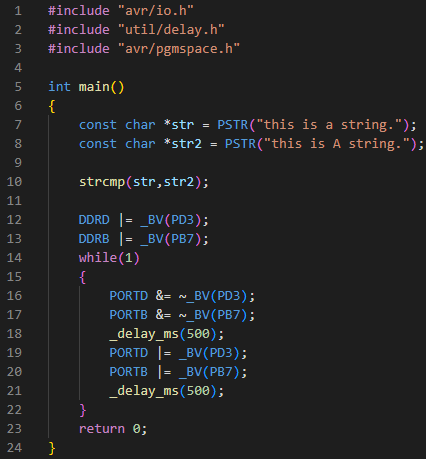 1 #include "avr/io.h"
2 #include "util/delay.h"
3 #include "avr/pgmspace.h"
4
5 int main()
6 {
7     const char *str = PSTR("this is a string.");
8     const char *str2 = PSTR("this is A string.");
9
10     strcmp(str,str2);
11
12     DDRD |= _BV(PD3);
13     DDRB |= _BV(PB7);
14     while(1)
15     {
16         PORTD &= ~_BV(PD3);
17         PORTB &= ~_BV(PB7);
18         _delay_ms(500);
19         PORTD |= _BV(PD3);
20         PORTB |= _BV(PB7);
21         _delay_ms(500);
22     }
23     return 0;
24 }